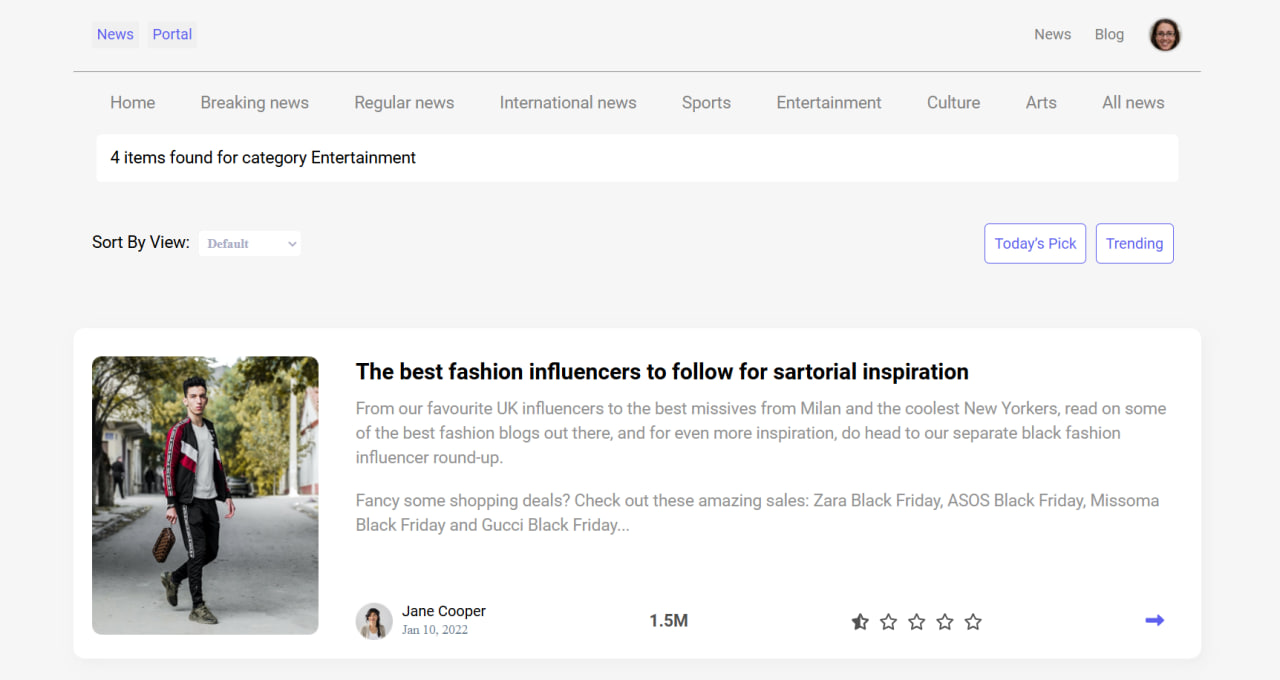 News Portal News Blog
Home Breaking news Regular news International news Sports Entertainment Culture Arts All news
4 items found for category Entertainment
Sort By View: Default Today's Pick Trending
The best fashion influencers to follow for sartorial inspiration
From our favourite UK influencers to the best missives from Milan and the coolest New Yorkers, read on some
of the best fashion blogs out there, and for even more inspiration, do head to our separate black fashion
influencer round-up.
Fancy some shopping deals? Check out these amazing sales: Zara Black Friday, ASOS Black Friday, Missoma
Black Friday and Gucci Black Friday...
Jane Cooper
Jan 10, 2022
1.5M